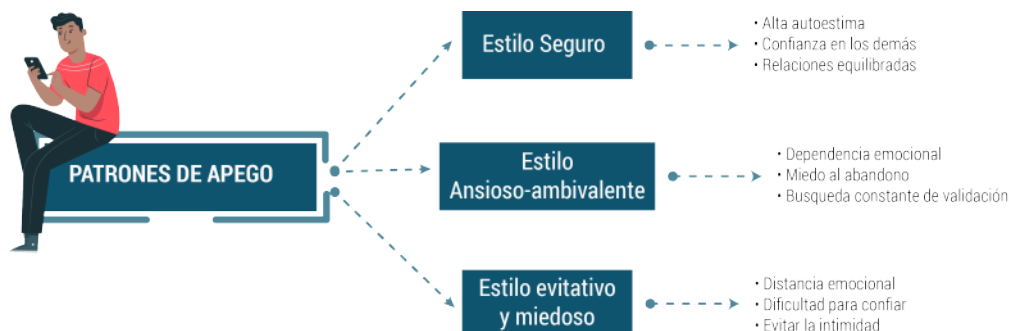 PATRONES DE APEGO
Estilo Seguro
• Alta autoestima
• Confianza en los demás
• Relaciones equilibradas
Estilo
Ansioso-ambivalente
• Dependencia emocional
• Miedo al abandono
• Busqueda constante de validación
Estilo evitativo
y miedoso
• Distancia emocional
• Dificultad para confiar
• Evitar la intimidad